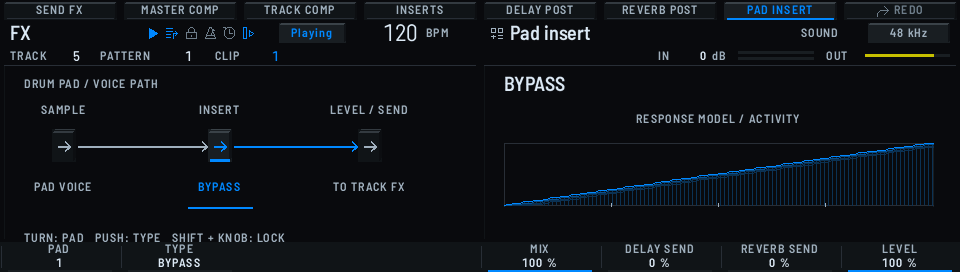 SEND FX MASTER COMP TRACK COMP INSERTS DELAY POST REVERB POST PAD INSERT REDO
FX Playing 120 BPM Pad insert SOUND 48 kHz
TRACK 5 PATTERN 1 CLIP 1 IN 0 dB OUT
DRUM PAD / VOICE PATH
BYPASS
SAMPLE INSERT LEVEL / SEND
RESPONSE MODEL / ACTIVITY
PAD VOICE BYPASS TO TRACK FX
TURN: PAD PUSH: TYPE SHIFT + KNOB: LOCK
PAD TYPE MIX DELAY SEND REVERB SEND LEVEL
1 BYPASS 100 % 0 % 0 % 100 %